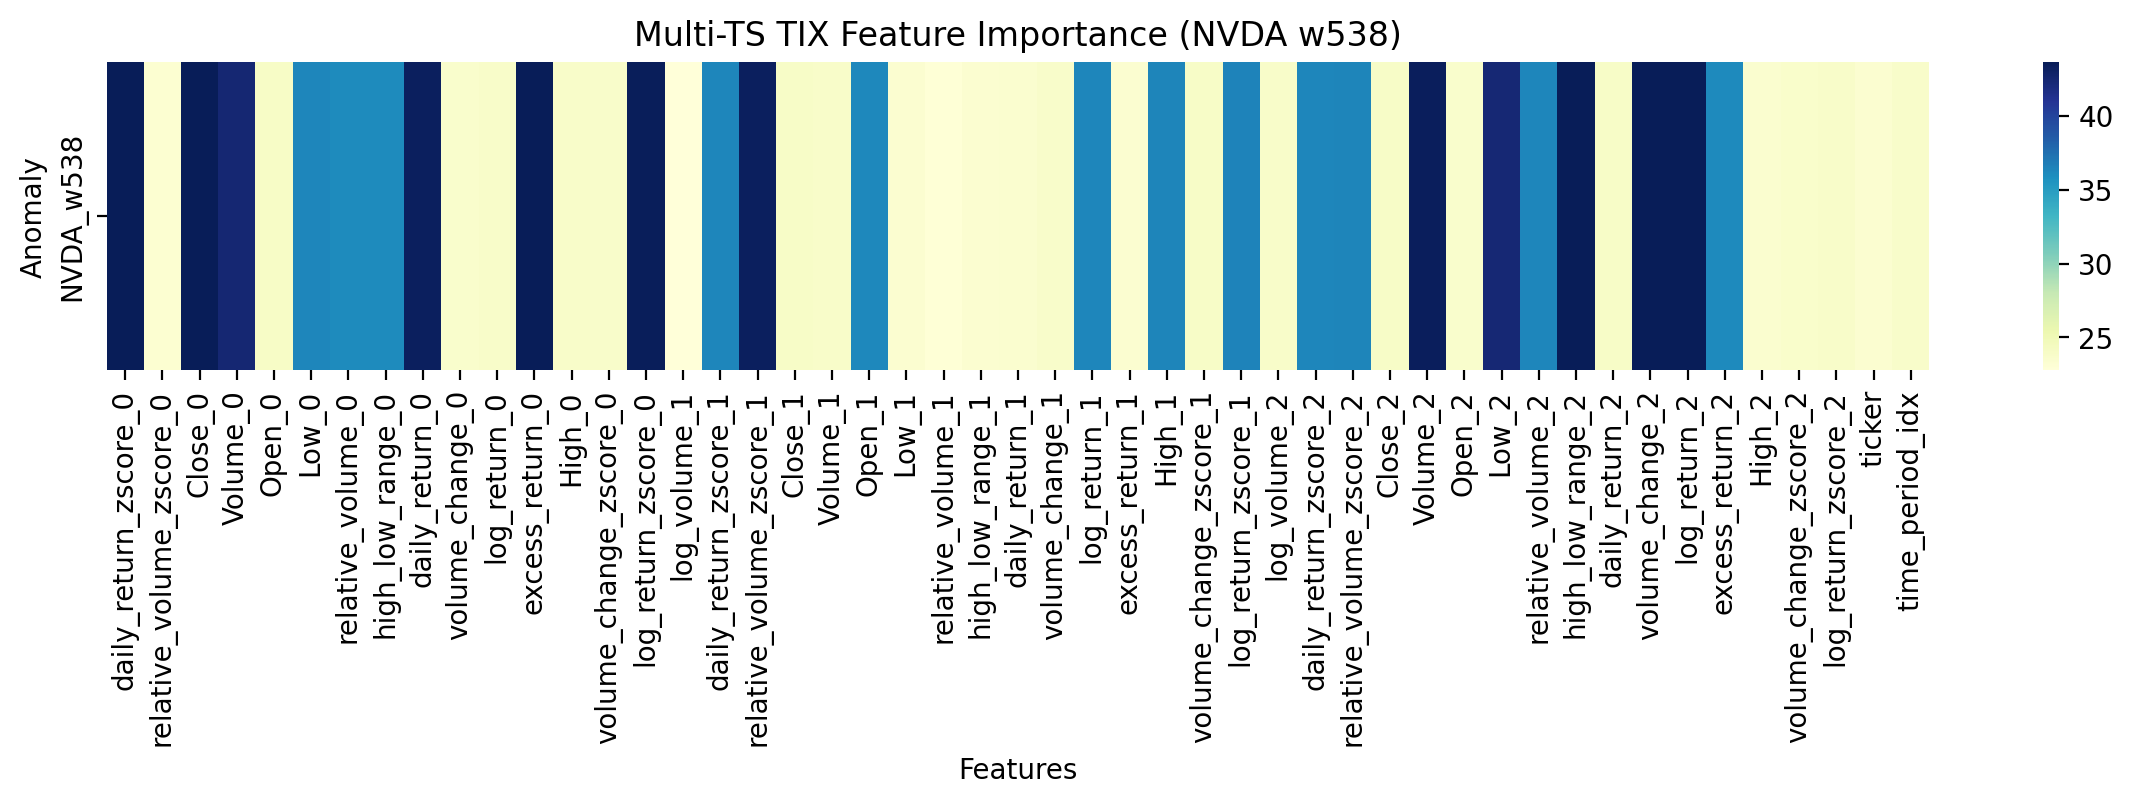 Multi-TS TIX Feature Importance (NVDA w538)
Anomaly
NVDA_w538
40
35
30
25
daily_return_zscore_0
relative_volume_zscore_0
Close_0
Volume_0
Open_0
Low_0
relative_volume_0
high_low_range_0
daily_return_0
volume_change_0
log_return_0
excess_return_0
High_0
volume_change_zscore_0
log_return_zscore_0
log_volume_1
daily_return_zscore_1
relative_volume_zscore_1
Close_1
Volume_1
Open_1
Low_1
relative_volume_1
high_low_range_1
daily_return_1
volume_change_1
log_return_1
excess_return_1
High_1
volume_change_zscore_1
log_return_zscore_1
log_volume_2
daily_return_zscore_2
relative_volume_zscore_2
Close_2
Volume_2
Open_2
Low_2
relative_volume_2
high_low_range_2
daily_return_2
volume_change_2
log_return_2
excess_return_2
High_2
volume_change_zscore_2
log_return_zscore_2
ticker
time_period_idx
Features